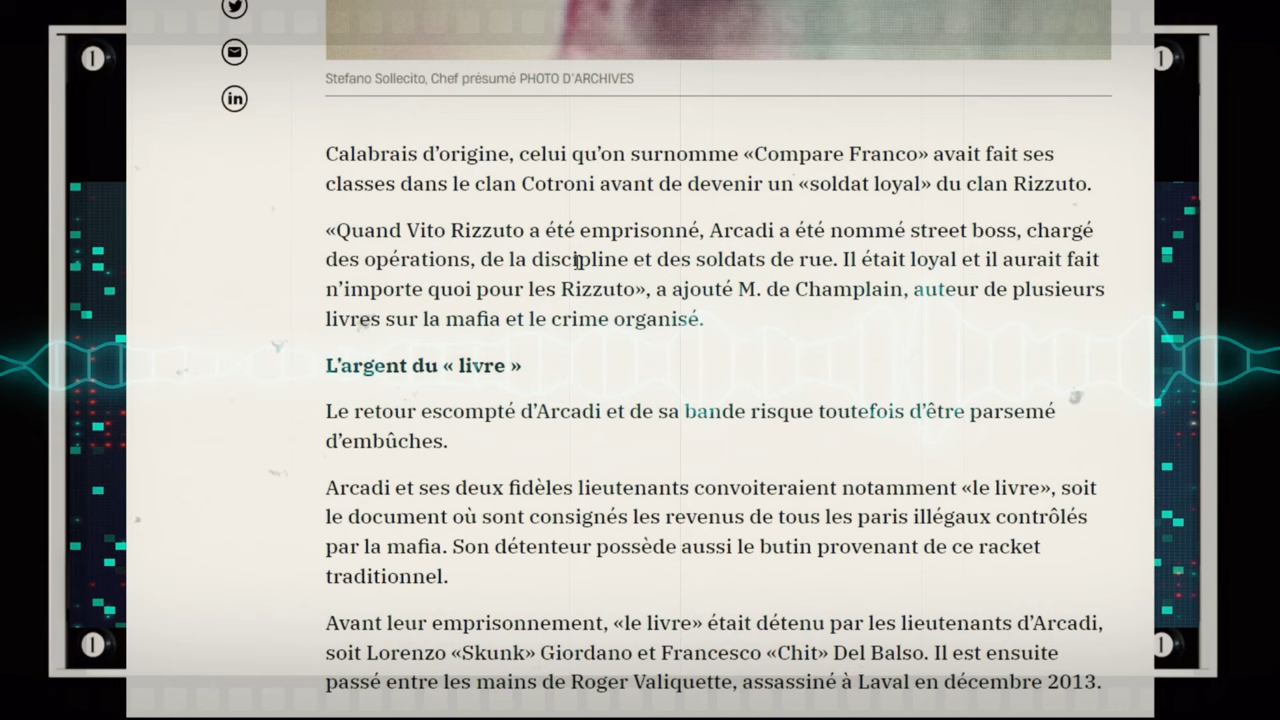 Stefano Sollecito, Chef présumé PHOTO D'ARCHIVES
Calabrais d’origine, celui qu’on surnomme «Compare Franco» avait fait ses
classes dans le clan Cotroni avant de devenir un «soldat loyal» du clan Rizzuto.
«Quand Vito Rizzuto a été emprisonné, Arcadi a été nommé street boss, chargé
des opérations, de la discipline et des soldats de rue. Il était loyal et il aurait fait
n’importe quoi pour les Rizzuto», a ajouté M. de Champlain, auteur de plusieurs
livres sur la mafia et le crime organisé.
L’argent du « livre »
Le retour escompté d’Arcadi et de sa bande risque toutefois d’être parsemé
d’embûches.
Arcadi et ses deux fidèles lieutenants convoiteraient notamment «le livre», soit
le document où sont consignés les revenus de tous les paris illégaux contrôlés
par la mafia. Son détenteur possède aussi le butin provenant de ce racket
traditionnel.
Avant leur emprisonnement, «le livre» était détenu par les lieutenants d’Arcadi,
soit Lorenzo «Skunk» Giordano et Francesco «Chit» Del Balso. Il est ensuite
passé entre les mains de Roger Valiquette, assassiné à Laval en décembre 2013.